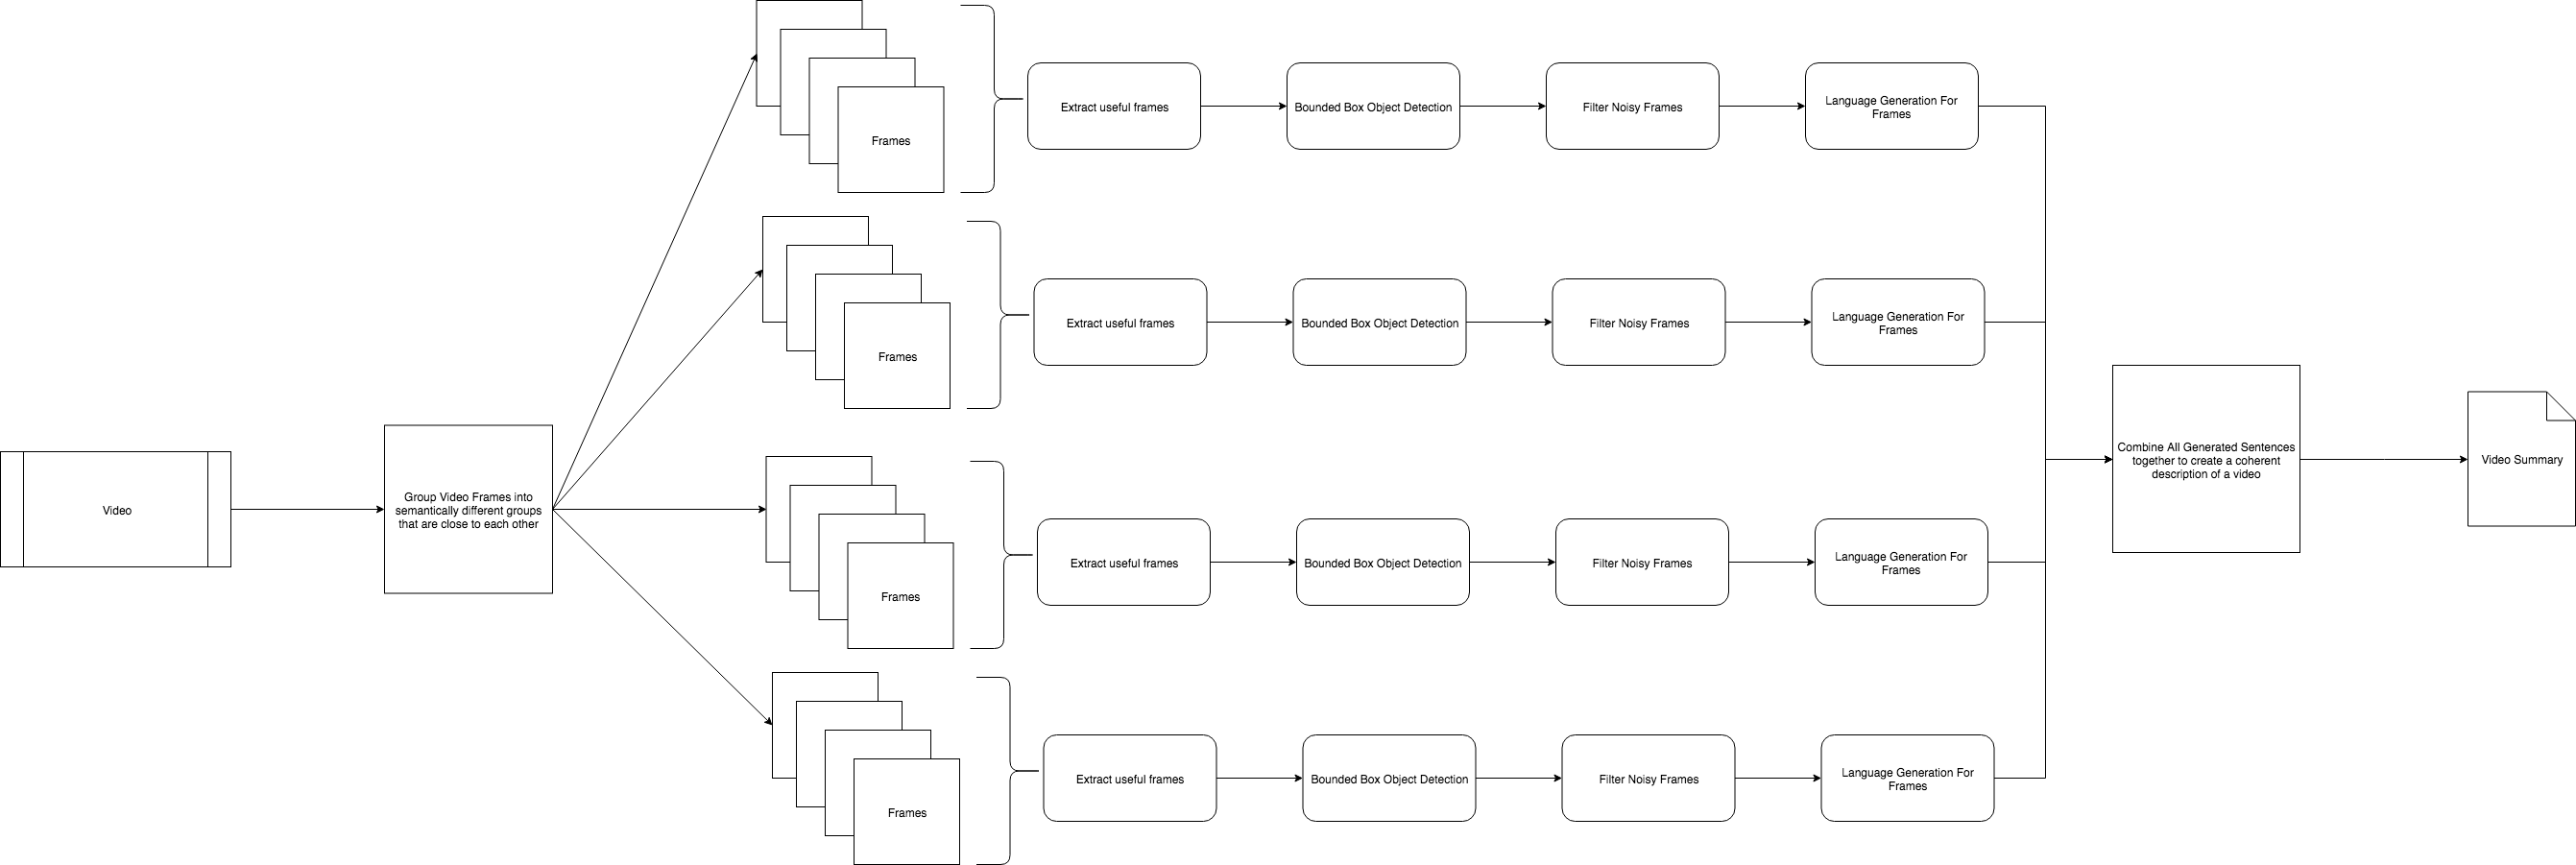 Frames
Extract useful frames
Bounded Box Object Detection
Filter Noisy Frames
Language Generation For
Frames
Frames
Extract useful frames
Bounded Box Object Detection
Filter Noisy Frames
Language Generation For
Frames
Video
Group Video Frames into
semantically different groups
that are close to each other
Frames
Extract useful frames
Bounded Box Object Detection
Filter Noisy Frames
Language Generation For
Frames
Frames
Extract useful frames
Bounded Box Object Detection
Filter Noisy Frames
Language Generation For
Frames
Combine All Generated Sentences
together to create a coherent
description of a video
Video Summary